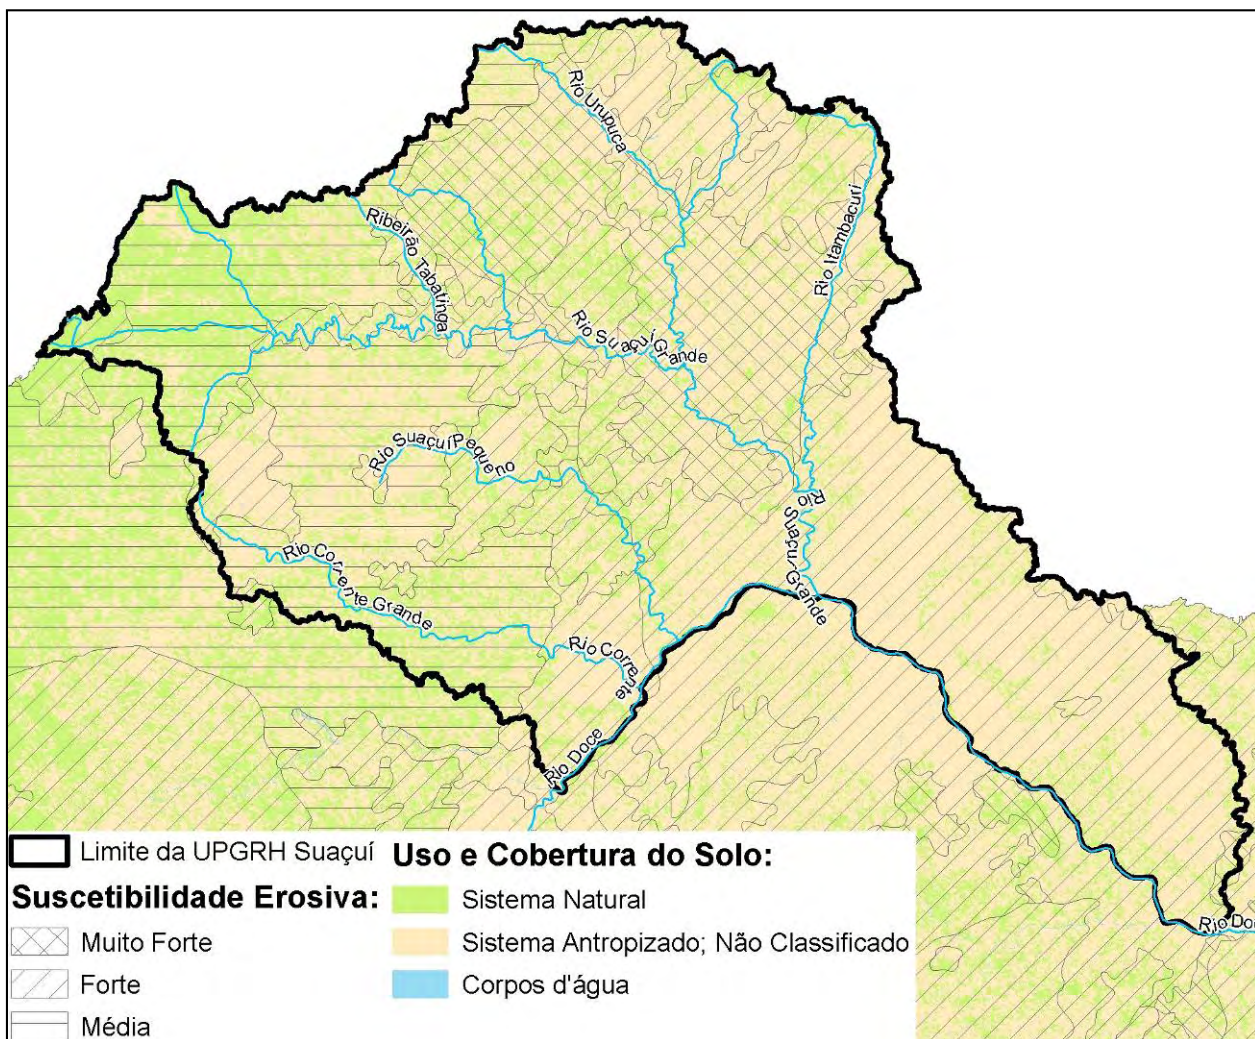 Rio Urupuca
Rio Itambacuri
Ribeirão Tabatinga
Rio Suaçuí Grande
Rio Suaçuí Pequeno
Rio Suaçuí Grande
Rio Corrente Grande
Rio Corrente
Rio Doce
Rio Doc
Limite da UPGRH Suaçuí
Suscetibilidade Erosiva:
Muito Forte
Forte
Média
Uso e Cobertura do Solo:
Sistema Natural
Sistema Antropizado; Não Classificado
Corpos d'água